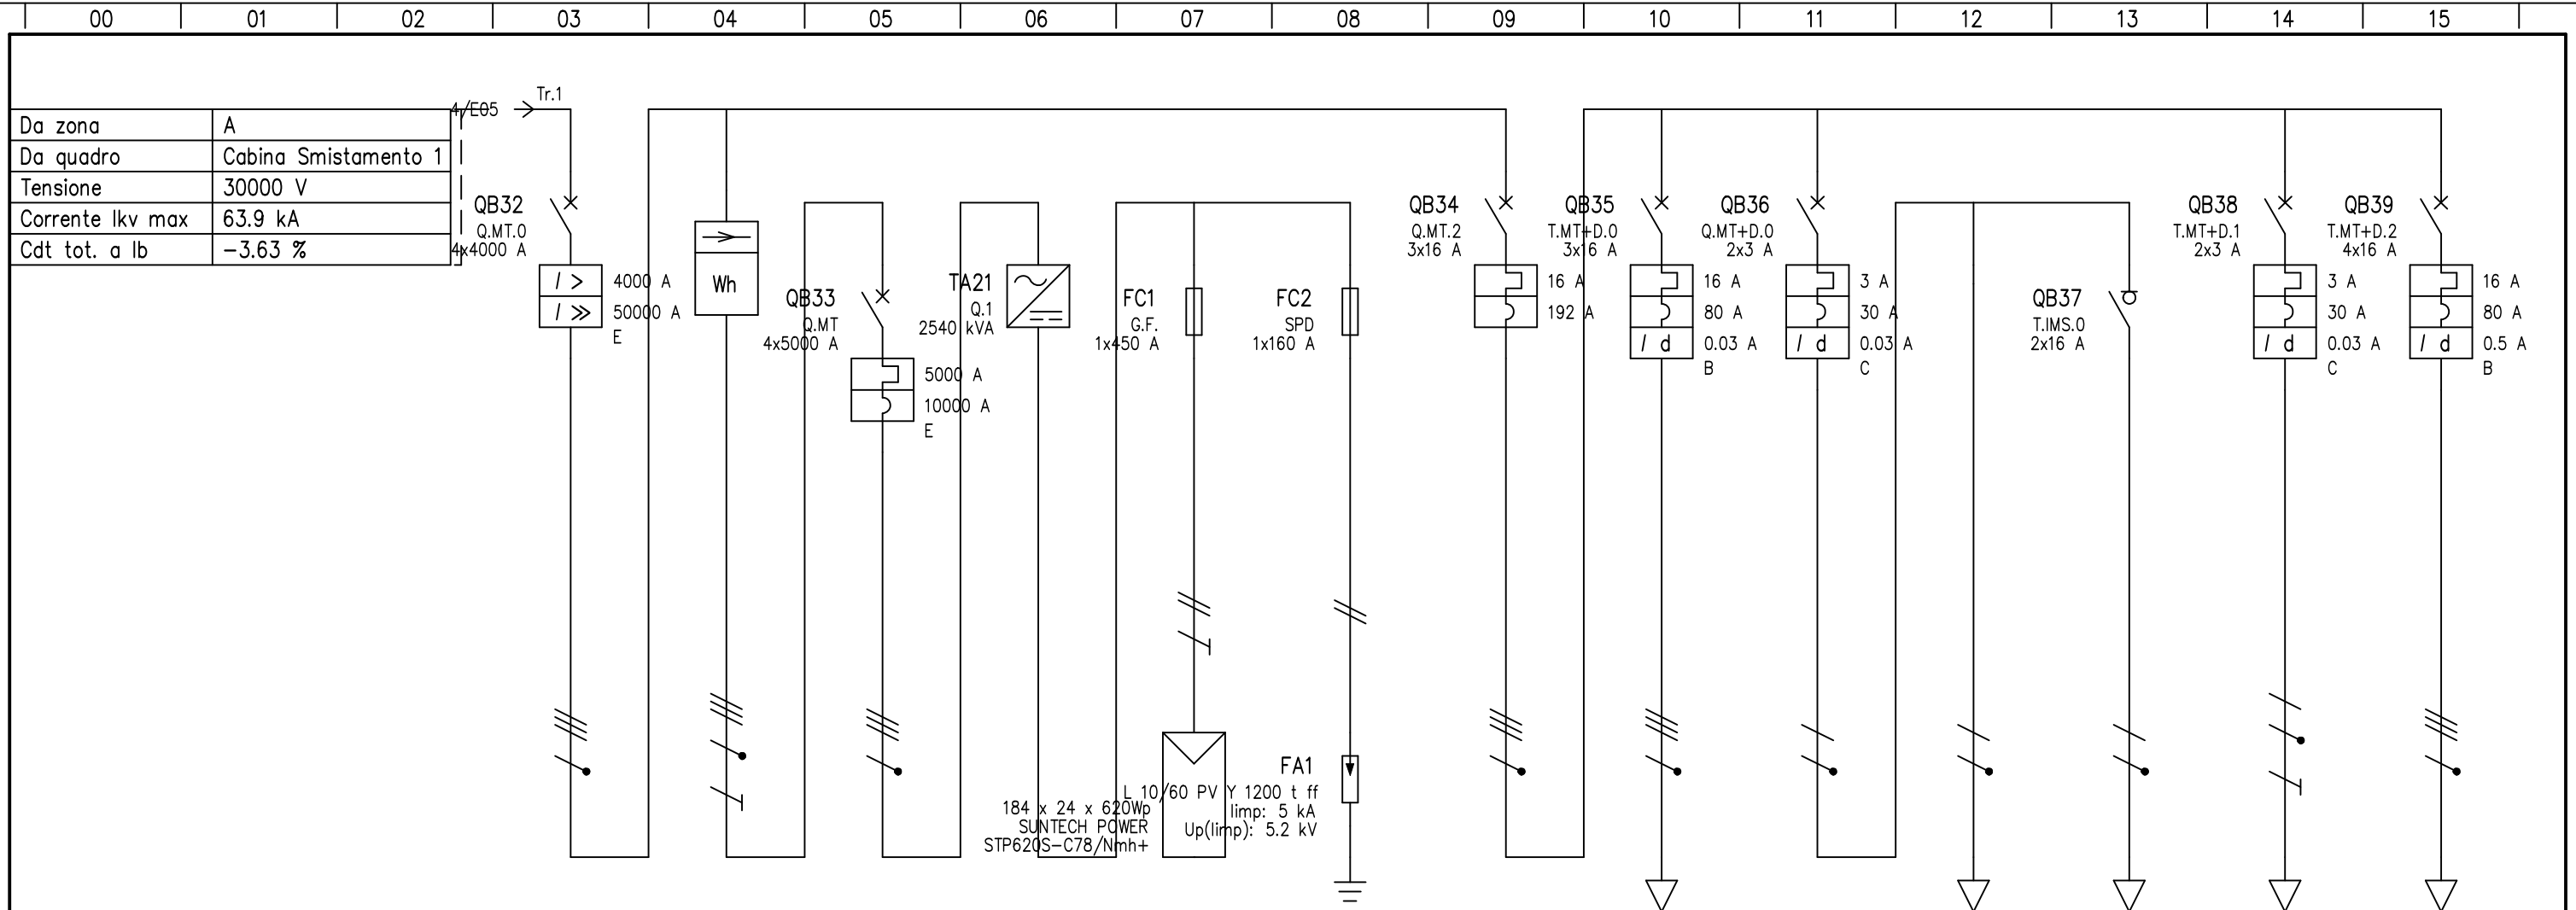 00 01 02 03 04 05 06 07 08 09 10 11 12 13 14 15
4/E05 Tr.1
Da zona A
Da quadro Cabina Smistamento 1
Tensione 30000 V
Corrente Ikv max 63.9 kA
Cdt tot. a Ib -3.63 %
QB32
Q.MT.0
4x4000 A
I > 4000 A
I >> 50000 A
E
Wh
QB33
Q.MT
4x5000 A
5000 A
10000 A
E
TA21
Q.1
2540 kVA
FC1
G.F.
1x450 A
184 x 24 x 620Wp
SUNTECH POWER
STP620S-C78/Nmh+
FC2
SPD
1x160 A
FA1
L 10/60 PV Y 1200 t ff
Iimp: 5 kA
Up(Iimp): 5.2 kV
QB34
Q.MT.2
3x16 A
16 A
192 A
QB35
T.MT+D.0
3x16 A
16 A
80 A
I d 0.03 A
B
QB36
Q.MT+D.0
2x3 A
3 A
30 A
I d 0.03 A
C
QB37
T.IMS.0
2x16 A
QB38
T.MT+D.1
2x3 A
3 A
30 A
I d 0.03 A
C
QB39
T.MT+D.2
4x16 A
16 A
80 A
I d 0.5 A
B